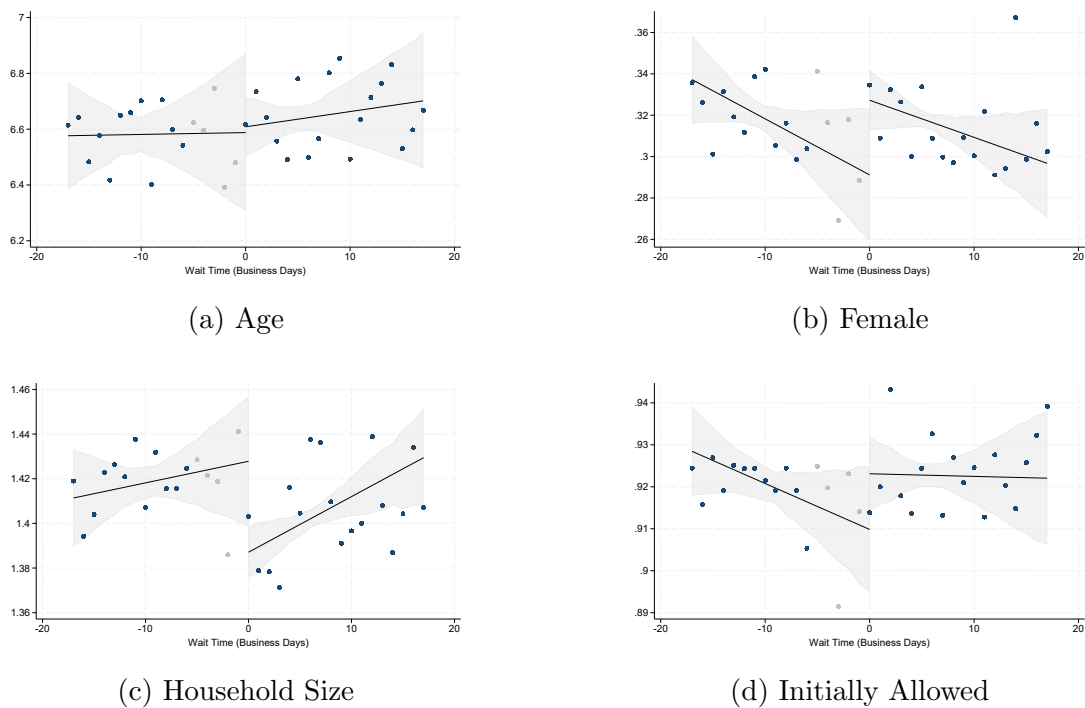 7
6.8
6.6
6.4
6.2
-20 -10 0 10 20
Wait Time (Business Days)
(a) Age
.36
.34
.32
.3
.28
.26
-20 -10 0 10 20
Wait Time (Business Days)
(b) Female
1.46
1.44
1.42
1.4
1.38
1.36
-20 -10 0 10 20
Wait Time (Business Days)
(c) Household Size
.94
.93
.92
.91
.9
.89
-20 -10 0 10 20
Wait Time (Business Days)
(d) Initially Allowed